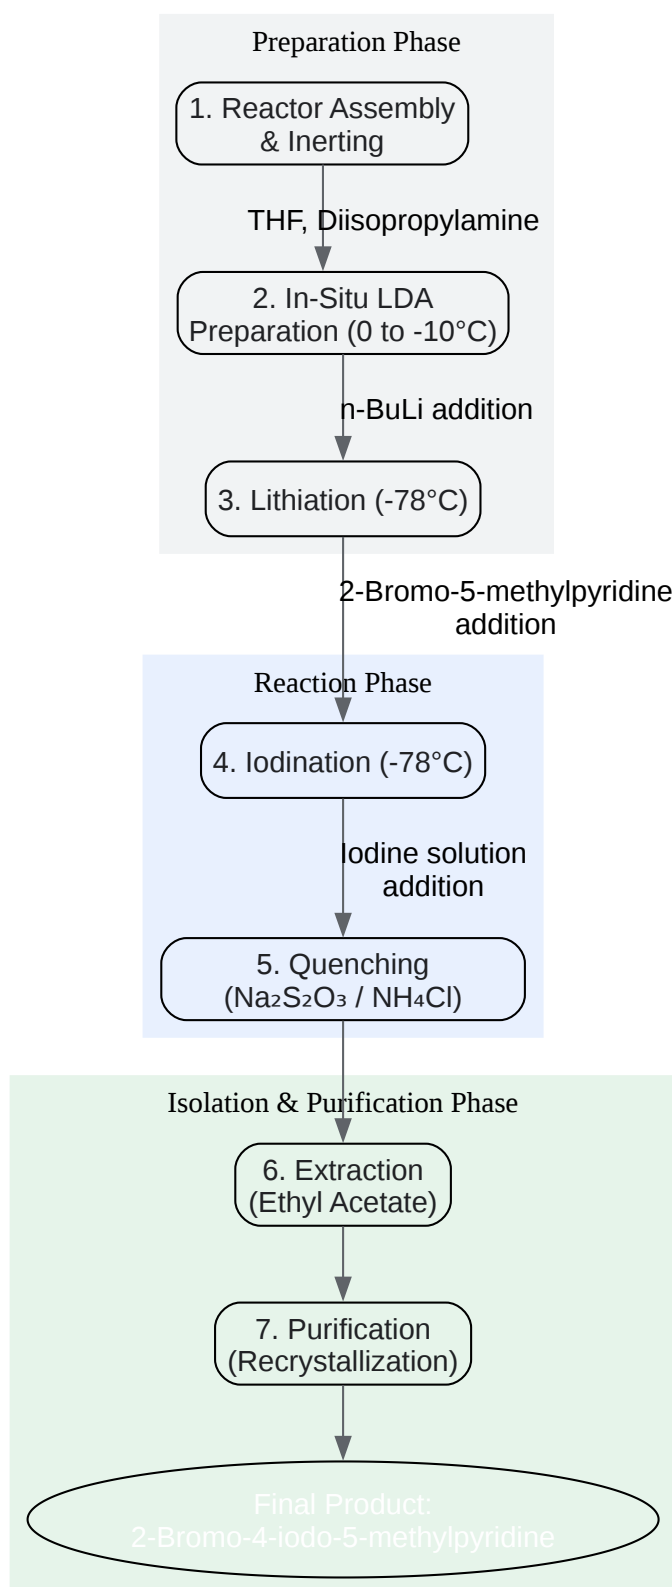 Preparation Phase
1. Reactor Assembly
& Inerting
THF, Diisopropylamine
2. In-Situ LDA
Preparation (0 to -10°C)
n-BuLi addition
3. Lithiation (-78°C)
2-Bromo-5-methylpyridine
addition
Reaction Phase
4. Iodination (-78°C)
Iodine solution
addition
5. Quenching
(Na₂S₂O₃ / NH₄Cl)
Isolation & Purification Phase
6. Extraction
(Ethyl Acetate)
7. Purification
(Recrystallization)
Final Product:
2-Bromo-4-iodo-5-methylpyridine